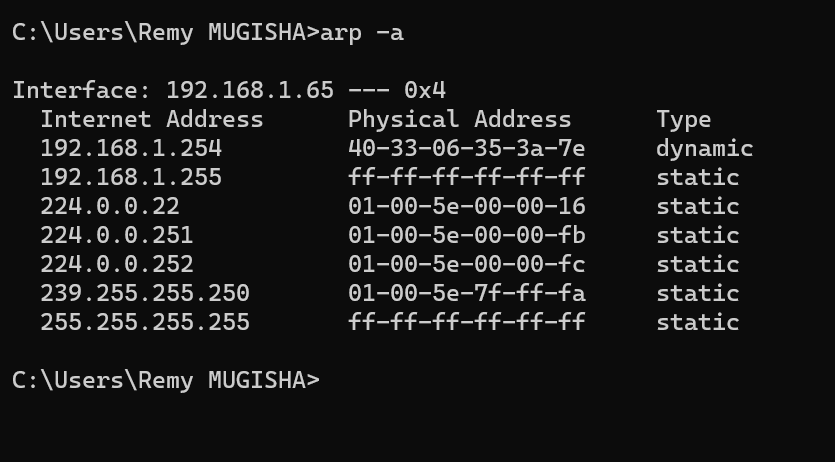 C:\Users\Remy MUGISHA>arp -a
Interface: 192.168.1.65 --- 0x4
Internet Address Physical Address Type
192.168.1.254 40-33-06-35-3a-7e dynamic
192.168.1.255 ff-ff-ff-ff-ff-ff static
224.0.0.22 01-00-5e-00-00-16 static
224.0.0.251 01-00-5e-00-00-fb static
224.0.0.252 01-00-5e-00-00-fc static
239.255.255.250 01-00-5e-7f-ff-fa static
255.255.255.255 ff-ff-ff-ff-ff-ff static
C:\Users\Remy MUGISHA>